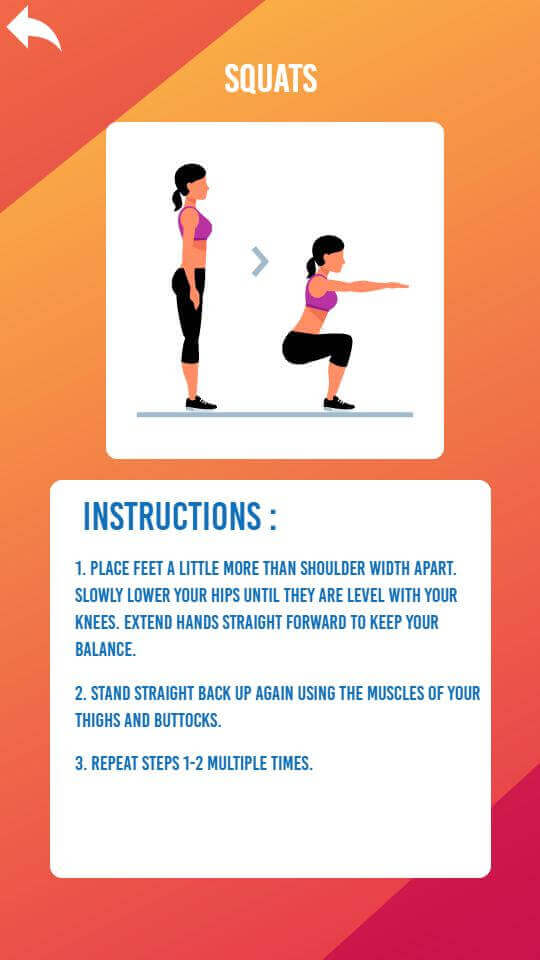 SQUATS
INSTRUCTIONS :
1. PLACE FEET A LITTLE MORE THAN SHOULDER WIDTH APART.
SLOWLY LOWER YOUR HIPS UNTIL THEY ARE LEVEL WITH YOUR
KNEES. EXTEND HANDS STRAIGHT FORWARD TO KEEP YOUR
BALANCE.
2. STAND STRAIGHT BACK UP AGAIN USING THE MUSCLES OF YOUR
THIGHS AND BUTTOCKS.
3. REPEAT STEPS 1-2 MULTIPLE TIMES.